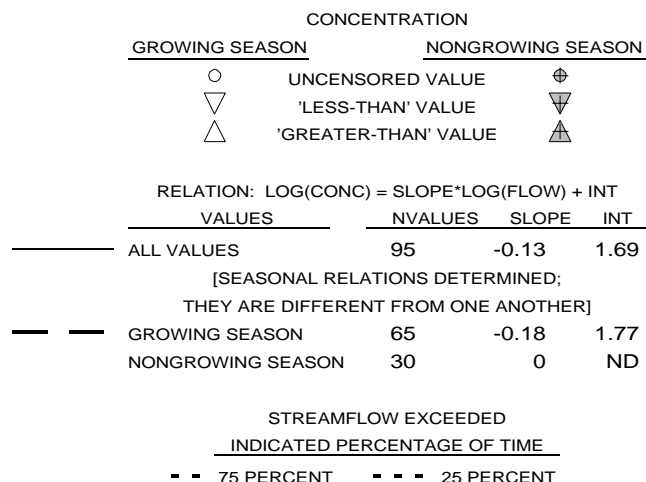 CONCENTRATION
GROWING SEASON NONGROWING SEASON
UNCENSORED VALUE
'LESS-THAN' VALUE
'GREATER-THAN' VALUE
RELATION: LOG(CONC) = SLOPE*LOG(FLOW) + INT
VALUES NVALUES SLOPE INT
ALL VALUES 95 -0.13 1.69
[SEASONAL RELATIONS DETERMINED;
THEY ARE DIFFERENT FROM ONE ANOTHER]
GROWING SEASON 65 -0.18 1.77
NONGROWING SEASON 30 0 ND
STREAMFLOW EXCEEDED
INDICATED PERCENTAGE OF TIME
75 PERCENT 25 PERCENT